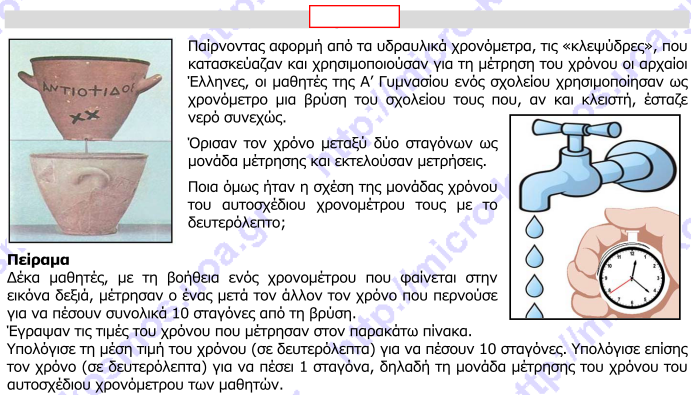 Παίρνοντας αφορμή από τα υδραυλικά χρονόμετρα, τις «κλεψύδρες», που
κατασκεύαζαν και χρησιμοποιούσαν για τη μέτρηση του χρόνου οι αρχαίοι
Έλληνες, οι μαθητές της Α’ Γυμνασίου ενός σχολείου χρησιμοποίησαν ως
χρονόμετρο μια βρύση του σχολείου τους που, αν και κλειστή, έσταζε
νερό συνεχώς.
Όρισαν τον χρόνο μεταξύ δύο σταγόνων ως
μονάδα μέτρησης και εκτελούσαν μετρήσεις.
Ποια όμως ήταν η σχέση της μονάδας χρόνου
του αυτοσχέδιου χρονομέτρου τους με το
δευτερόλεπτο;
ΑΝΤΙΟΧΙΔΟΣ
ΧΧ
Πείραμα
Δέκα μαθητές, με τη βοήθεια ενός χρονομέτρου που φαίνεται στην
εικόνα δεξιά, μέτρησαν ο ένας μετά τον άλλον τον χρόνο που περνούσε
για να πέσουν συνολικά 10 σταγόνες από τη βρύση.
Έγραψαν τις τιμές του χρόνου που μέτρησαν στον παρακάτω πίνακα.
Υπολόγισε τη μέση τιμή του χρόνου (σε δευτερόλεπτα) για να πέσουν 10 σταγόνες. Υπολόγισε επίσης
τον χρόνο (σε δευτερόλεπτα) για να πέσει 1 σταγόνα, δηλαδή τη μονάδα μέτρησης του χρόνου του
αυτοσχέδιου χρονόμετρου των μαθητών.